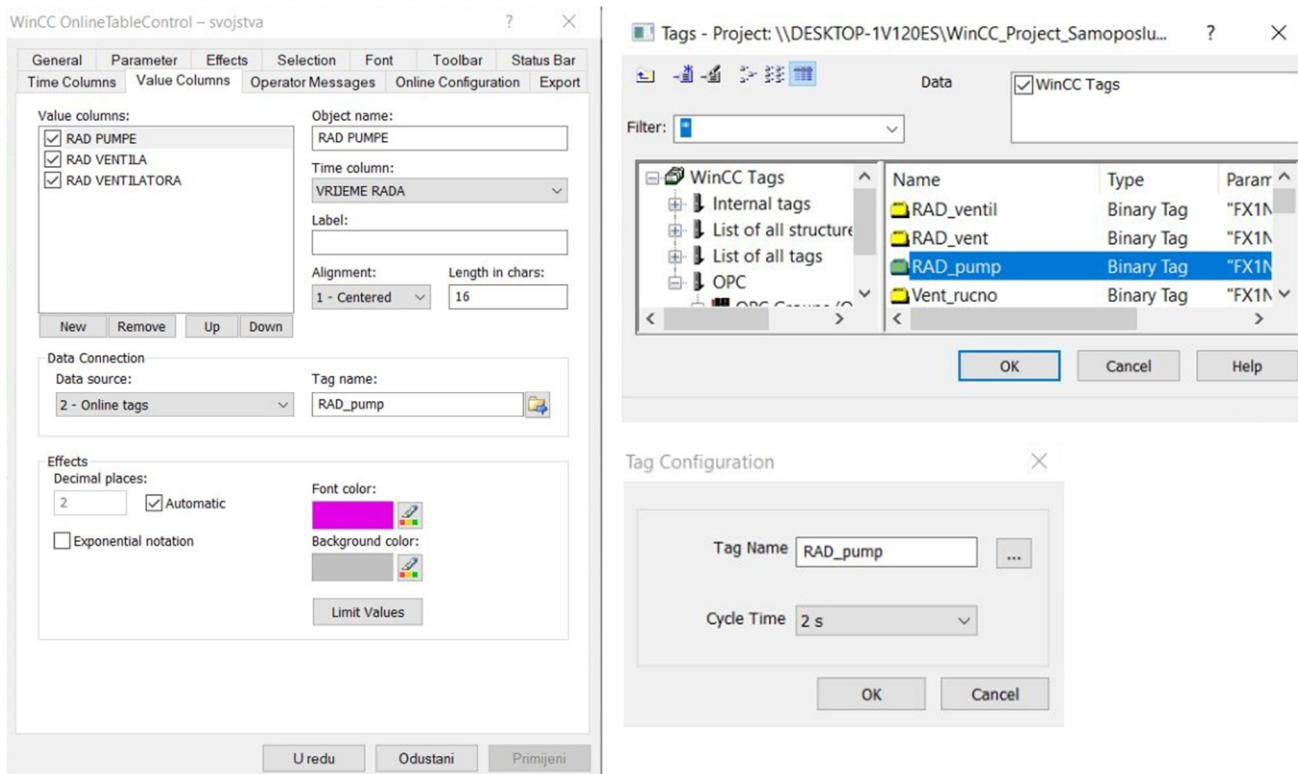 WinCC OnlineTableControl – svojstva
General Parameter Effects Selection Font Toolbar Status Bar
Time Columns Value Columns Operator Messages Online Configuration Export
Value columns:
RAD PUMPE
RAD VENTILA
RAD VENTILATORA
New Remove Up Down
Object name:
RAD PUMPE
Time column:
VRIJEME RADA
Label:
Alignment: Length in chars:
1 - Centered 16
Data Connection
Data source: Tag name:
2 - Online tags RAD_pump
Effects
Decimal places:
2 Automatic
Exponential notation
Font color:
Background color:
Limit Values
U redu Odustani Primijeni
Tags - Project: \\DESKTOP-1V120ES\WinCC_Project_Samoposlu...
Data WinCC Tags
Filter: *
WinCC Tags
Internal tags
List of all structure
List of all tags
OPC
Name Type Param
RAD_ventil Binary Tag "FX1N
RAD_vent Binary Tag "FX1N
RAD_pump Binary Tag "FX1N
Vent_rucno Binary Tag "FX1N
OK Cancel Help
Tag Configuration
Tag Name RAD_pump ...
Cycle Time 2 s
OK Cancel